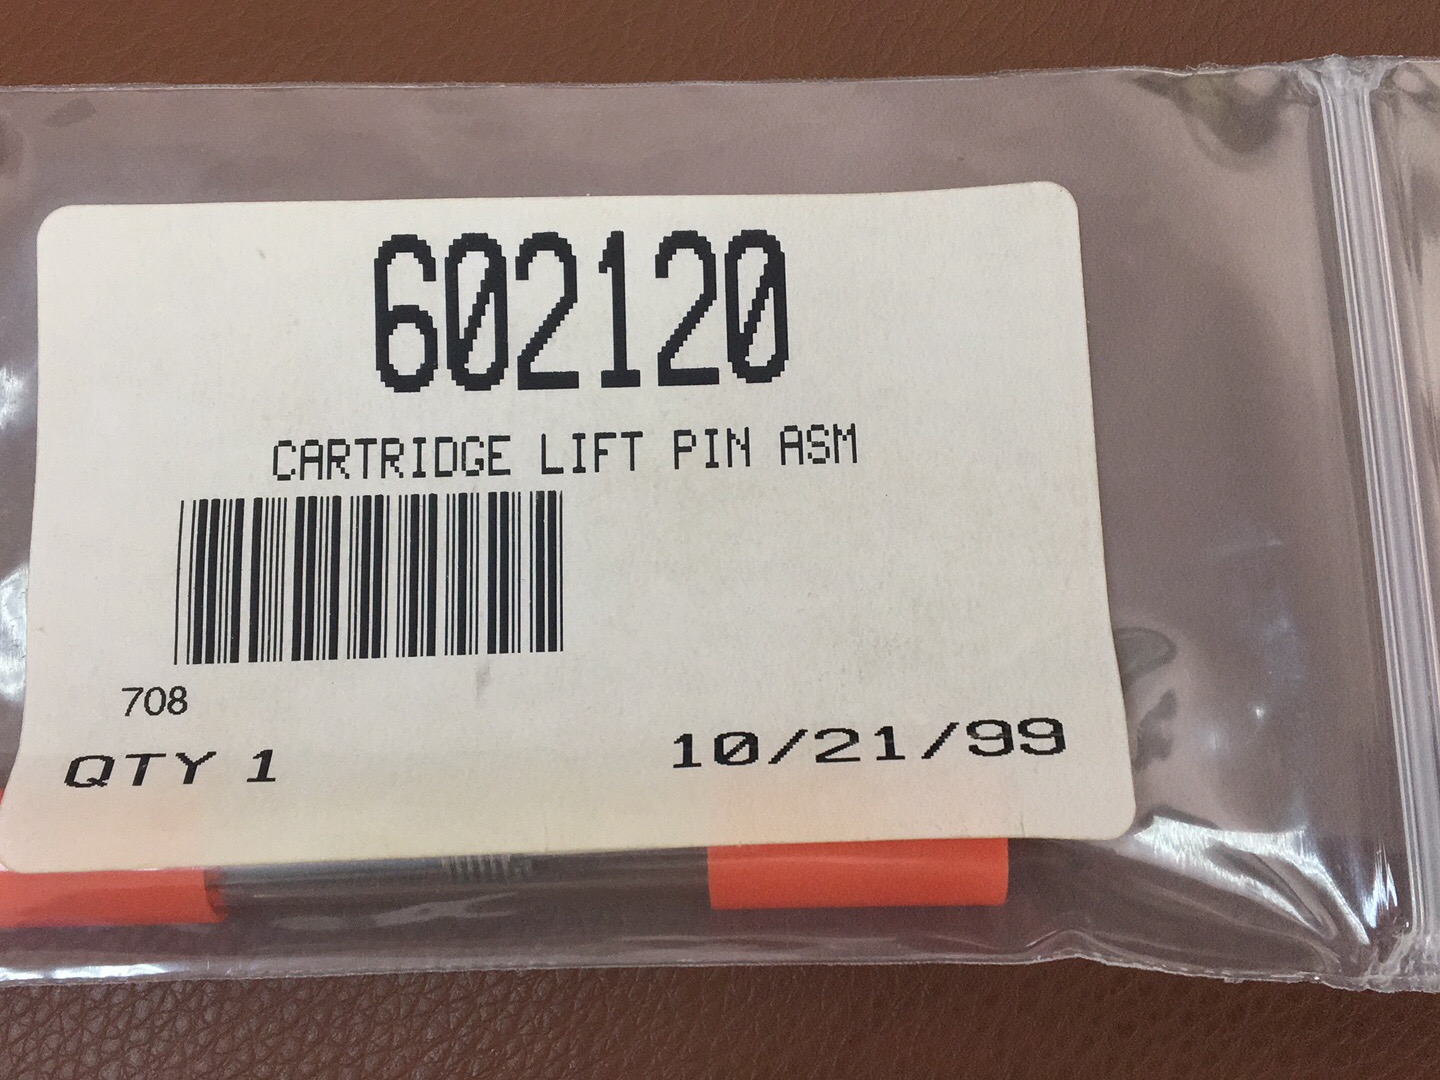 602120
CARTRIDGE LIFT PIN ASM
708
QTY 1
10/21/99